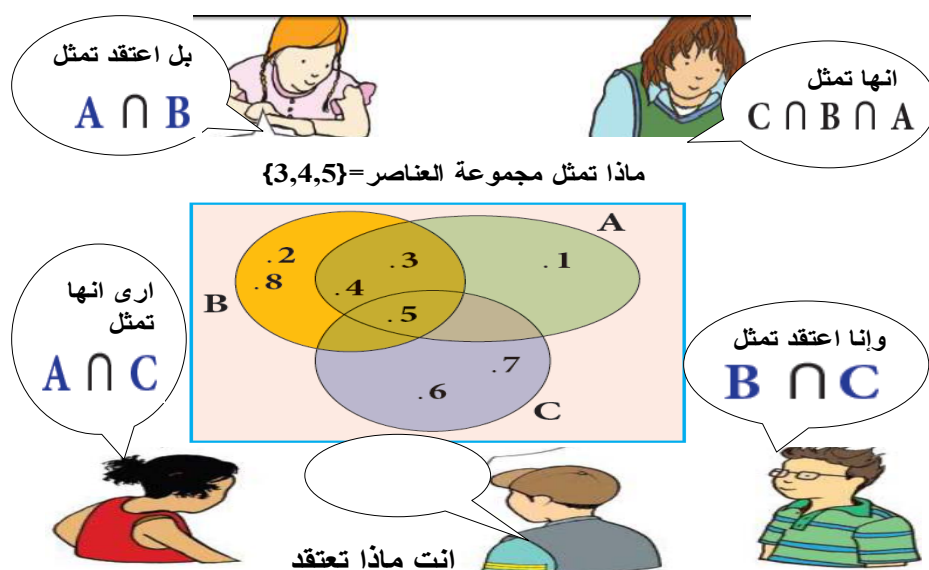 بل اعتقد تمثل
A ∩ B
انها تمثل
C ∩ B ∩ A
ماذا تمثل مجموعة العناصر={3,4,5}
A
B
C
. 2
. 8
. 3
. 4
. 1
. 5
. 7
. 6
ارى انها
تمثل
A ∩ C
وإنا اعتقد تمثل
B ∩ C
انت ماذا تعتقد